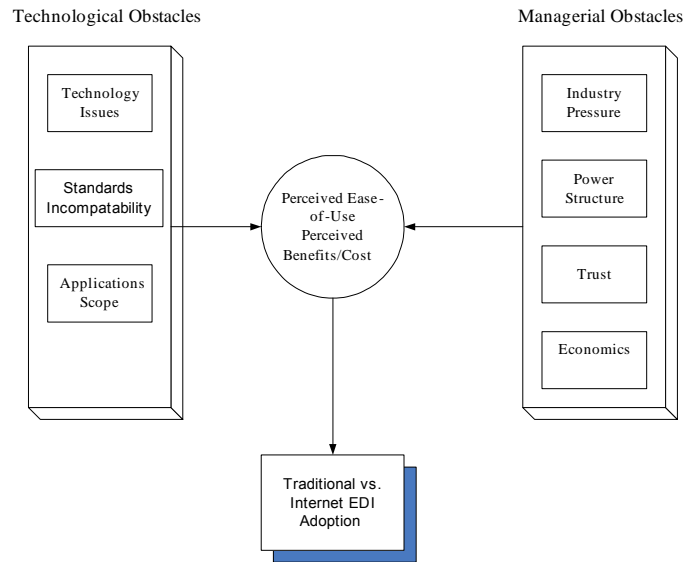 Technological Obstacles
Technology
Issues
Standards
Incompatability
Applications
Scope
Perceived Ease-
of-Use
Perceived
Benefits/Cost
Managerial Obstacles
Industry
Pressure
Power
Structure
Trust
Economics
Traditional vs.
Internet EDI
Adoption